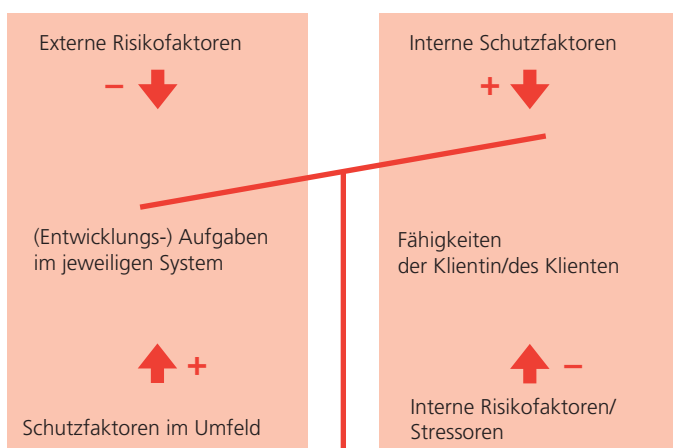 Externe Risikofaktoren
–
(Entwicklungs-) Aufgaben
im jeweiligen System
+
Schutzfaktoren im Umfeld
Interne Schutzfaktoren
+
Fähigkeiten
der Klientin/des Klienten
–
Interne Risikofaktoren/
Stressoren